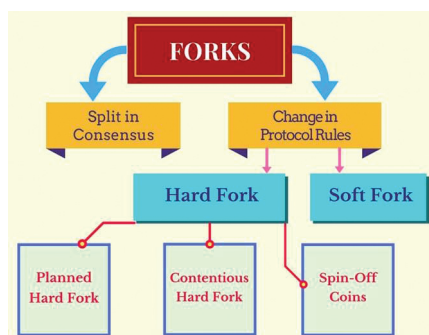 FORKS
Split in
Consensus
Change in
Protocol Rules
Hard Fork
Soft Fork
Planned
Hard Fork
Contentious
Hard Fork
Spin-Off
Coins